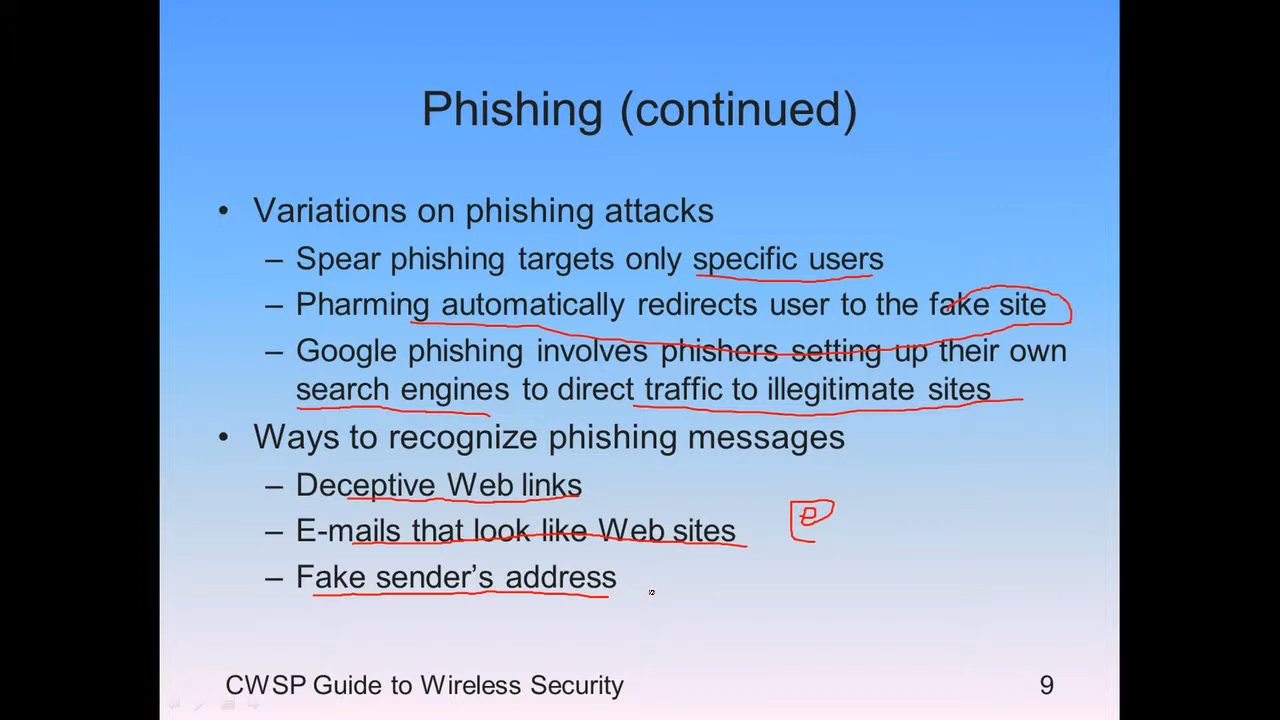 Phishing (continued)
• Variations on phishing attacks
– Spear phishing targets only specific users
– Pharming automatically redirects user to the fake site
– Google phishing involves phishers setting up their own
search engines to direct traffic to illegitimate sites
• Ways to recognize phishing messages
– Deceptive Web links
– E-mails that look like Web sites
– Fake sender’s address
CWSP Guide to Wireless Security
9